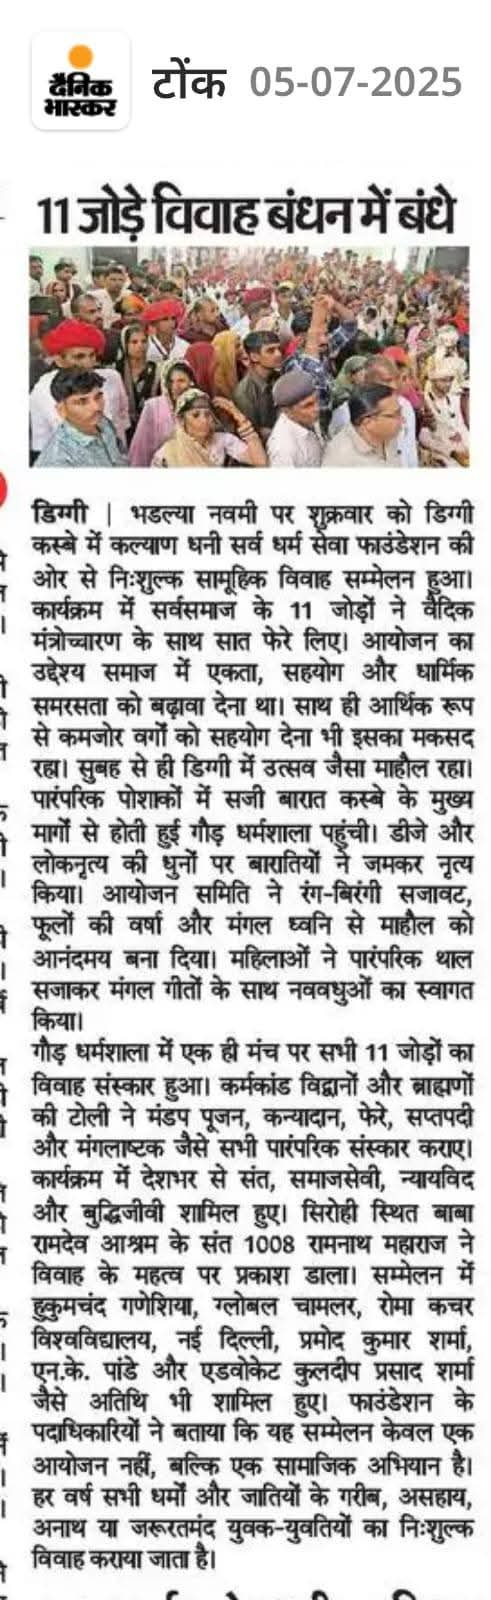 दैनिक
भास्कर
टोंक 05-07-2025
11 जोड़े विवाह बंधन में बंधे
डिग्गी | भडल्या नवमी पर शुक्रवार को डिग्गी
कस्बे में कल्याण धनी सर्व धर्म सेवा फाउंडेशन की
ओर से निःशुल्क सामूहिक विवाह सम्मेलन हुआ।
कार्यक्रम में सर्वसमाज के 11 जोड़ों ने वैदिक
मंत्रोच्चारण के साथ सात फेरे लिए। आयोजन का
उद्देश्य समाज में एकता, सहयोग और धार्मिक
समरसता को बढ़ावा देना था। साथ ही आर्थिक रूप
से कमजोर वर्गों को सहयोग देना भी इसका मकसद
रहा। सुबह से ही डिग्गी में उत्सव जैसा माहौल रहा।
पारंपरिक पोशाकों में सजी बारात कस्बे के मुख्य
मार्गों से होती हुई गौड़ धर्मशाला पहुंची। डीजे और
लोकनृत्य की धुनों पर बारातियों ने जमकर नृत्य
किया। आयोजन समिति ने रंग-बिरंगी सजावट,
फूलों की वर्षा और मंगल ध्वनि से माहौल को
आनंदमय बना दिया। महिलाओं ने पारंपरिक थाल
सजाकर मंगल गीतों के साथ नववधुओं का स्वागत
किया।
गौड़ धर्मशाला में एक ही मंच पर सभी 11 जोड़ों का
विवाह संस्कार हुआ। कर्मकांड विद्वानों और ब्राह्मणों
की टोली ने मंडप पूजन, कन्यादान, फेरे, सप्तपदी
और मंगलाष्टक जैसे सभी पारंपरिक संस्कार कराए।
कार्यक्रम में देशभर से संत, समाजसेवी, न्यायविद
और बुद्धिजीवी शामिल हुए। सिरोही स्थित बाबा
रामदेव आश्रम के संत 1008 रामनाथ महाराज ने
विवाह के महत्व पर प्रकाश डाला। सम्मेलन में
हुकुमचंद गणेशिया, ग्लोबल चामलर, रोमा कचर
विश्वविद्यालय, नई दिल्ली, प्रमोद कुमार शर्मा,
एन.के. पांडे और एडवोकेट कुलदीप प्रसाद शर्मा
जैसे अतिथि भी शामिल हुए। फाउंडेशन के
पदाधिकारियों ने बताया कि यह सम्मेलन केवल एक
आयोजन नहीं, बल्कि एक सामाजिक अभियान है।
हर वर्ष सभी धर्मों और जातियों के गरीब, असहाय,
अनाथ या जरूरतमंद युवक-युवतियों का निःशुल्क
विवाह कराया जाता है।